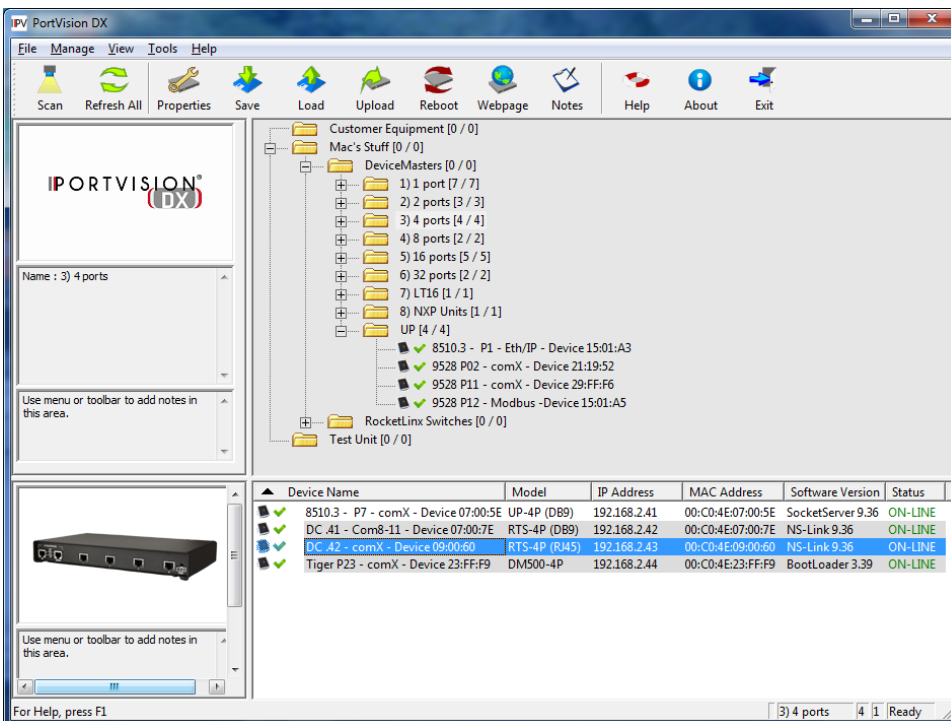 IPV PortVision DX
File Manage View Tools Help
Scan Refresh All Properties Save Load Upload Reboot Webpage Notes Help About Exit
PORTVISION® DX
Name : 3) 4 ports
Use menu or toolbar to add notes in
this area.
Customer Equipment [0 / 0]
Mac's Stuff [0 / 0]
DeviceMasters [0 / 0]
1) 1 port [7 / 7]
2) 2 ports [3 / 3]
3) 4 ports [4 / 4]
4) 8 ports [2 / 2]
5) 16 ports [5 / 5]
6) 32 ports [2 / 2]
7) LT16 [1 / 1]
8) NXP Units [1 / 1]
UP [4 / 4]
8510.3 - P1 - Eth/IP - Device 15:01:A3
9528 P02 - comX - Device 21:19:52
9528 P11 - comX - Device 29:FF:F6
9528 P12 - Modbus -Device 15:01:A5
RocketLinx Switches [0 / 0]
Test Unit [0 / 0]
Use menu or toolbar to add notes in
this area.
Device Name Model IP Address MAC Address Software Version Status
8510.3 - P7 - comX - Device 07:00:5E UP-4P (DB9) 192.168.2.41 00:C0:4E:07:00:5E SocketServer 9.36 ON-LINE
DC .41 - Com8-11 - Device 07:00:7E RTS-4P (DB9) 192.168.2.42 00:C0:4E:07:00:7E NS-Link 9.36 ON-LINE
DC .42 - comX - Device 09:00:60 RTS-4P (RJ45) 192.168.2.43 00:C0:4E:09:00:60 NS-Link 9.36 ON-LINE
Tiger P23 - comX - Device 23:FF:F9 DM500-4P 192.168.2.44 00:C0:4E:23:FF:F9 BootLoader 3.39 ON-LINE
For Help, press F1 3) 4 ports 4 1 Ready